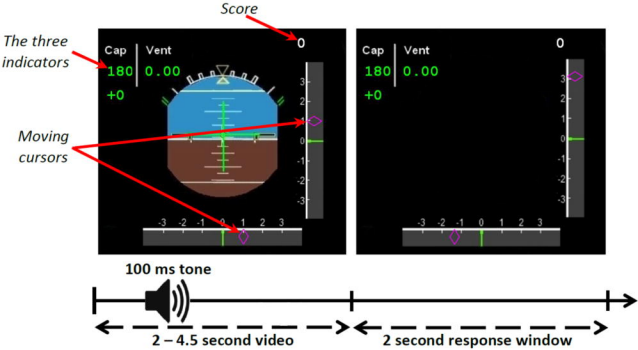 Score
The three
indicators
Moving
cursors
0
Cap Vent
180 0.00
+0
3
2
1
0
-1
-2
-3
-3 -2 -1 0 1 2 3
0
Cap Vent
180 0.00
+0
3
2
1
0
-1
-2
-3
-3 -2 -1 0 1 2 3
100 ms tone
2 – 4.5 second video
2 second response window